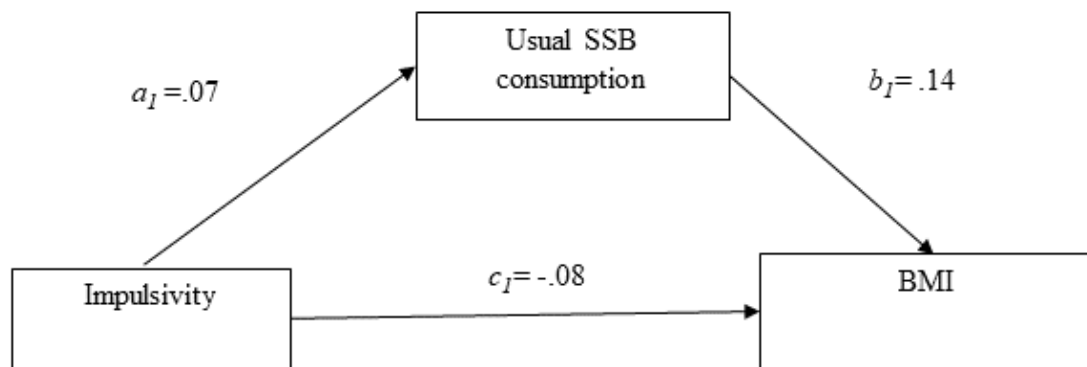 Usual SSB
consumption
a1 =.07
b1= .14
c1= -.08
Impulsivity
BMI